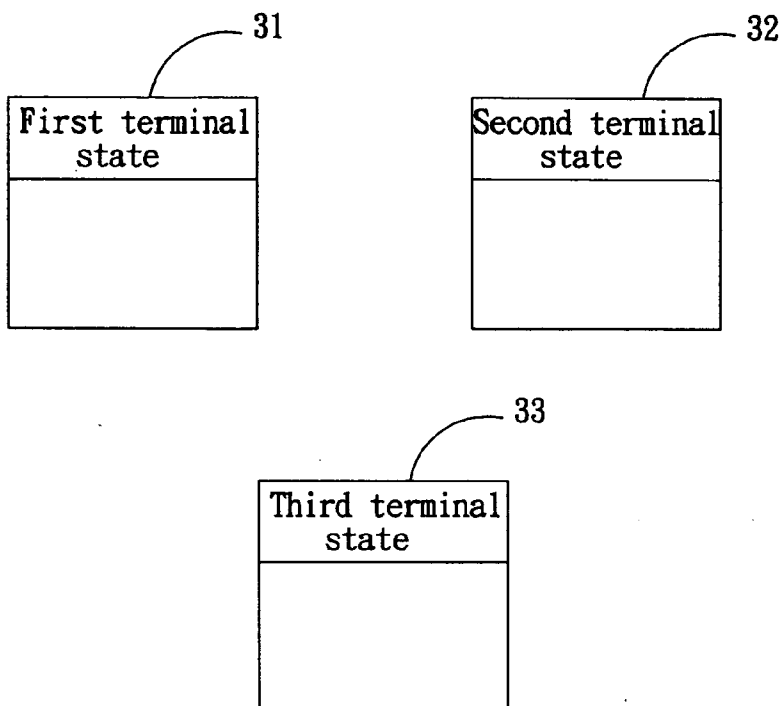 31
First terminal
state
32
Second terminal
state
33
Third terminal
state